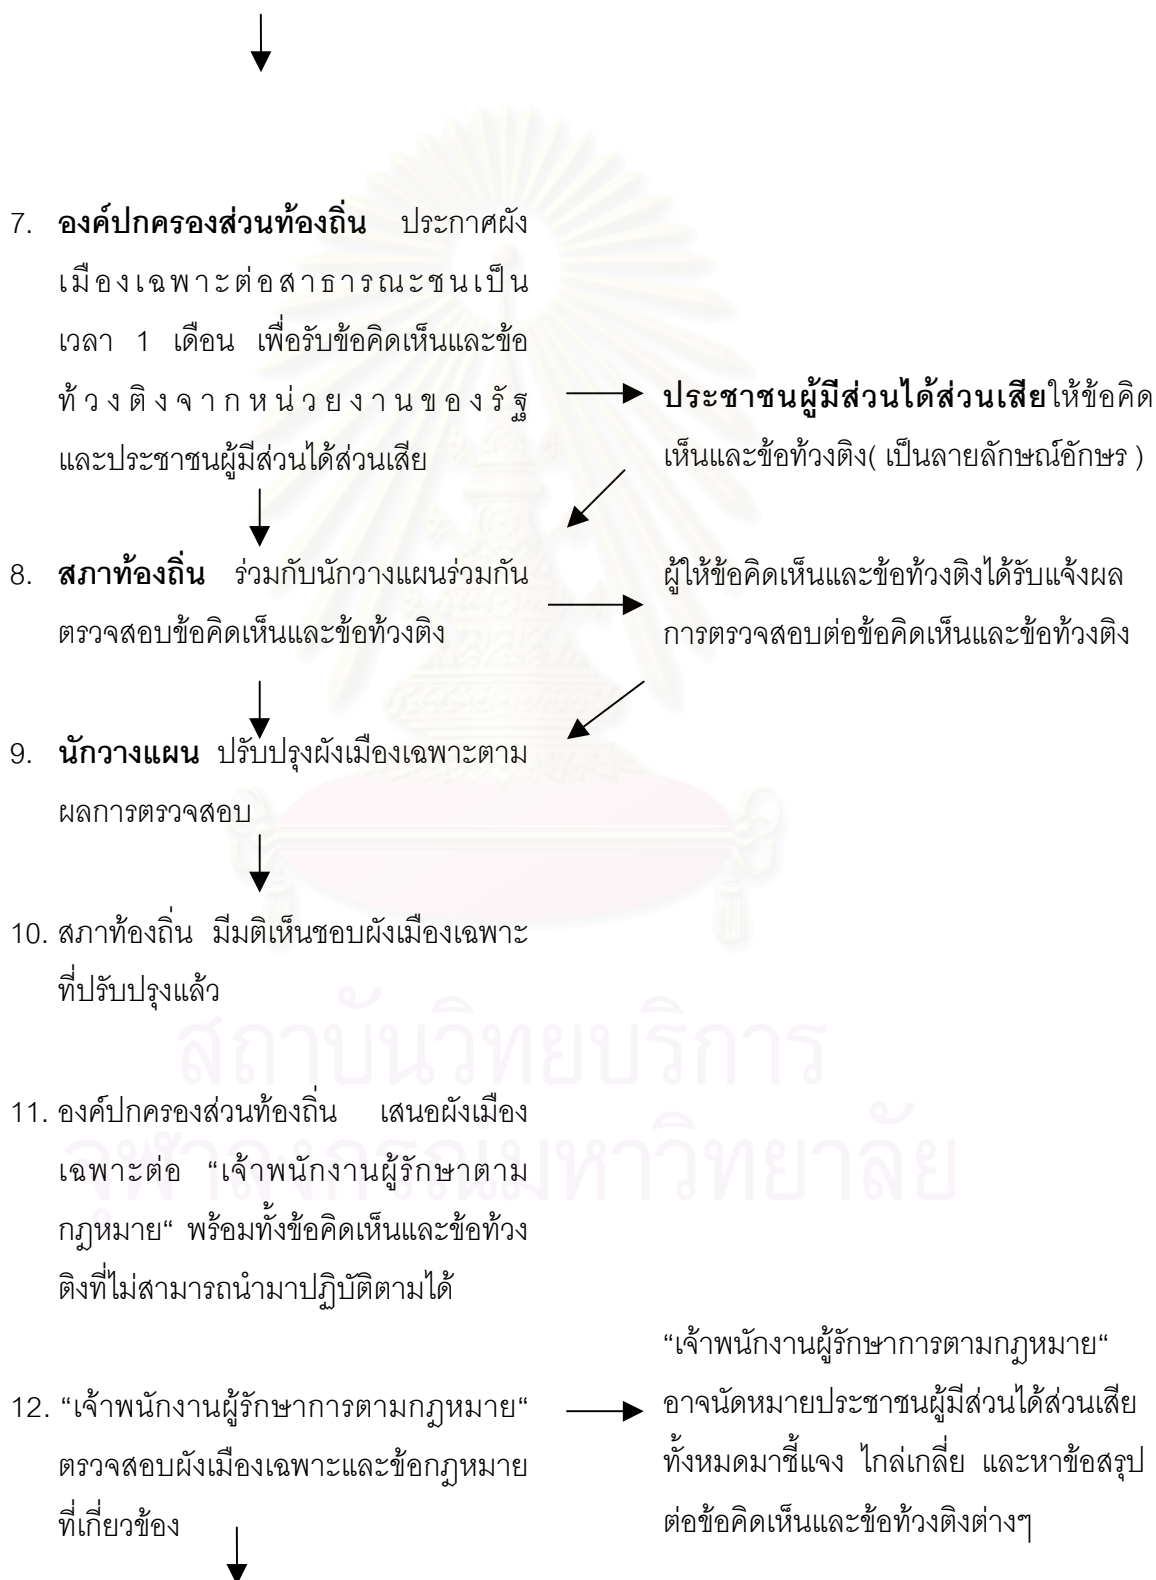 7. องค์ปกครองส่วนท้องถิ่น ประกาศผัง
เมืองเฉพาะต่อสาธารณะชนเป็น
เวลา 1 เดือน เพื่อรับข้อคิดเห็นและข้อ
ท้วงติงจากหน่วยงานของรัฐ
และประชาชนผู้มีส่วนได้ส่วนเสีย
ประชาชนผู้มีส่วนได้ส่วนเสียให้ข้อคิด
เห็นและข้อท้วงติง( เป็นลายลักษณ์อักษร )
8. สภาท้องถิ่น ร่วมกับนักวางแผนร่วมกัน
ตรวจสอบข้อคิดเห็นและข้อท้วงติง
ผู้ให้ข้อคิดเห็นและข้อท้วงติงได้รับแจ้งผล
การตรวจสอบต่อข้อคิดเห็นและข้อท้วงติง
9. นักวางแผน ปรับปรุงผังเมืองเฉพาะตาม
ผลการตรวจสอบ
10. สภาท้องถิ่น มีมติเห็นชอบผังเมืองเฉพาะ
ที่ปรับปรุงแล้ว
สถาบันวิทยบริการ
จุฬาลงกรณ์มหาวิทยาลัย
11. องค์ปกครองส่วนท้องถิ่น เสนอผังเมือง
เฉพาะต่อ “เจ้าพนักงานผู้รักษาตาม
กฎหมาย“ พร้อมทั้งข้อคิดเห็นและข้อท้วง
ติงที่ไม่สามารถนำมาปฏิบัติตามได้
12. “เจ้าพนักงานผู้รักษาการตามกฎหมาย“
ตรวจสอบผังเมืองเฉพาะและข้อกฎหมาย
ที่เกี่ยวข้อง
“เจ้าพนักงานผู้รักษาการตามกฎหมาย“
อาจนัดหมายประชาชนผู้มีส่วนได้ส่วนเสีย
ทั้งหมดมาชี้แจง ไกล่เกลี่ย และหาข้อสรุป
ต่อข้อคิดเห็นและข้อท้วงติงต่างๆ